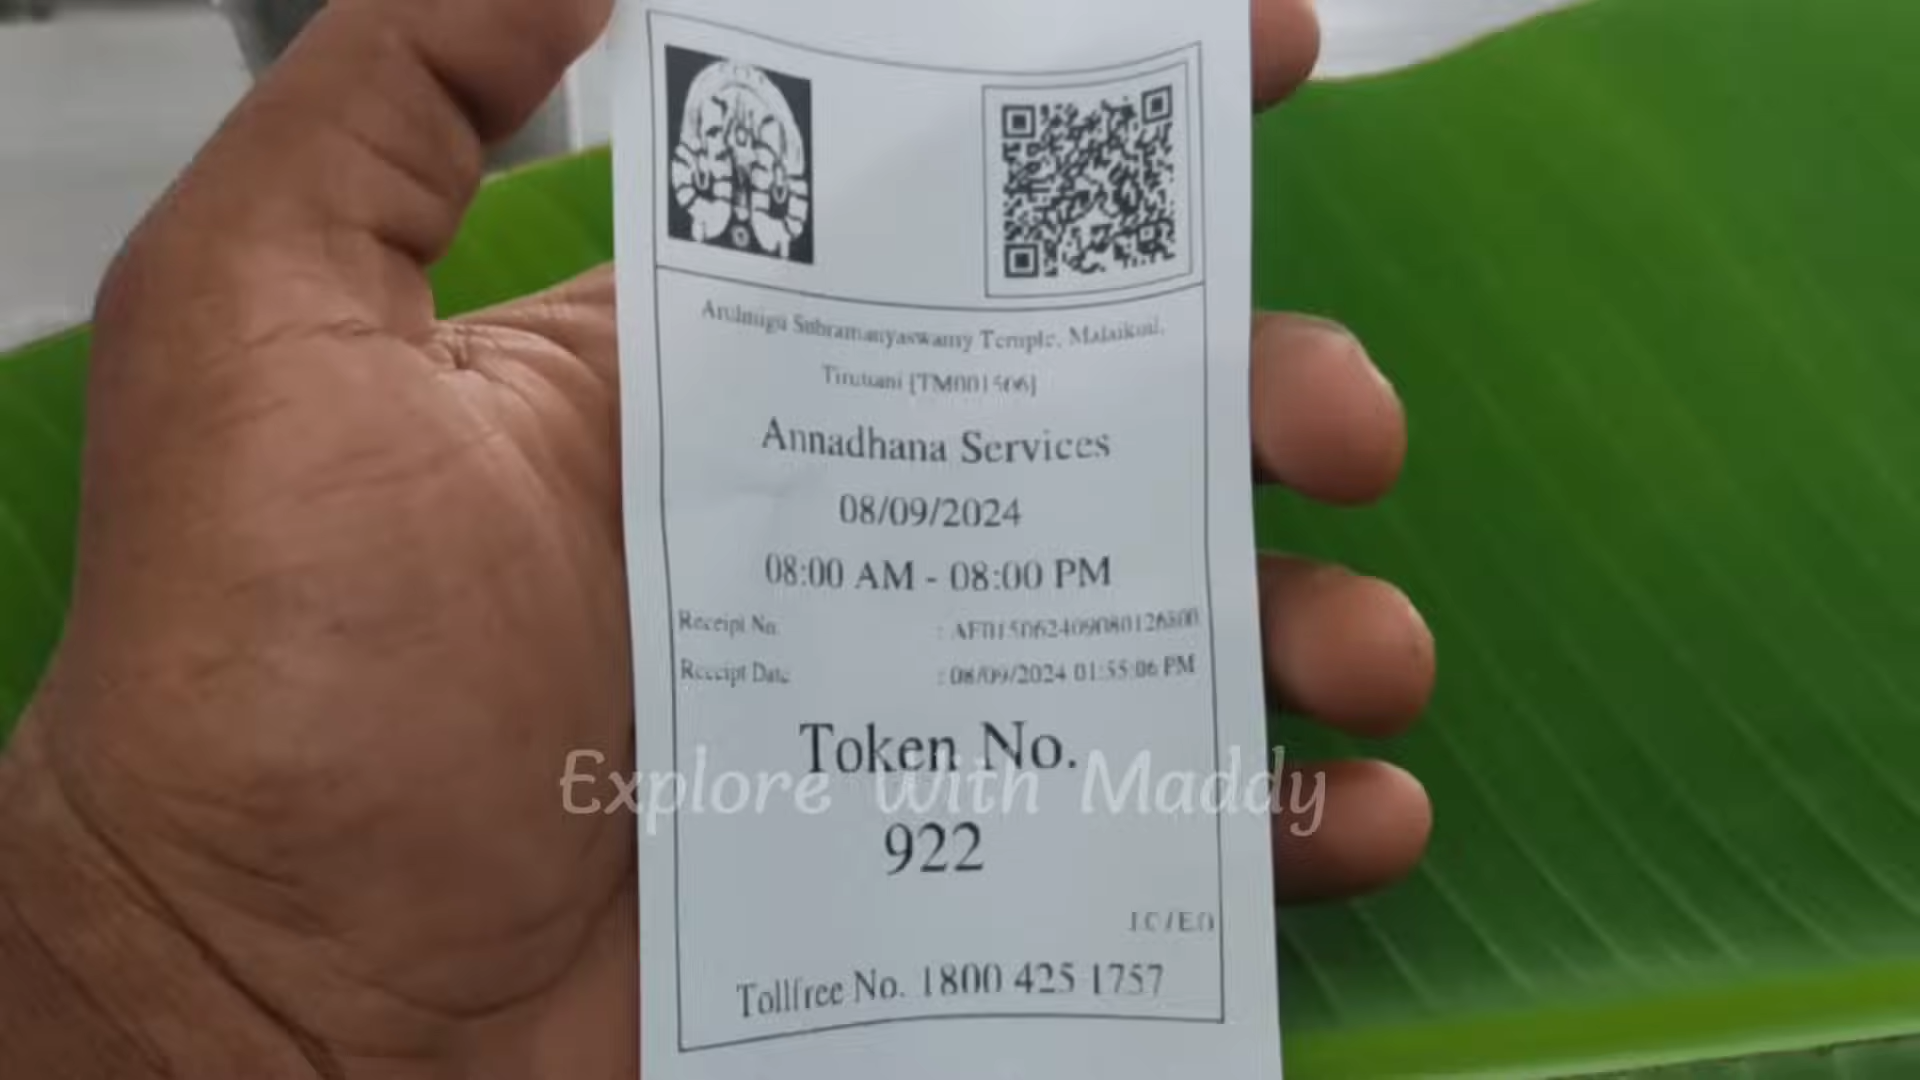 Arulmigu Subramanyaswamy Temple, Malaikoil,
Tiruttani [TM001506]
Annadhana Services
08/09/2024
08:00 AM - 08:00 PM
Receipt No. :
Receipt Date : 08/09/2024 01:55:06 PM
Token No.
Explore with Maddy
922
J C / E O
Tollfree No. 1800 425 1757